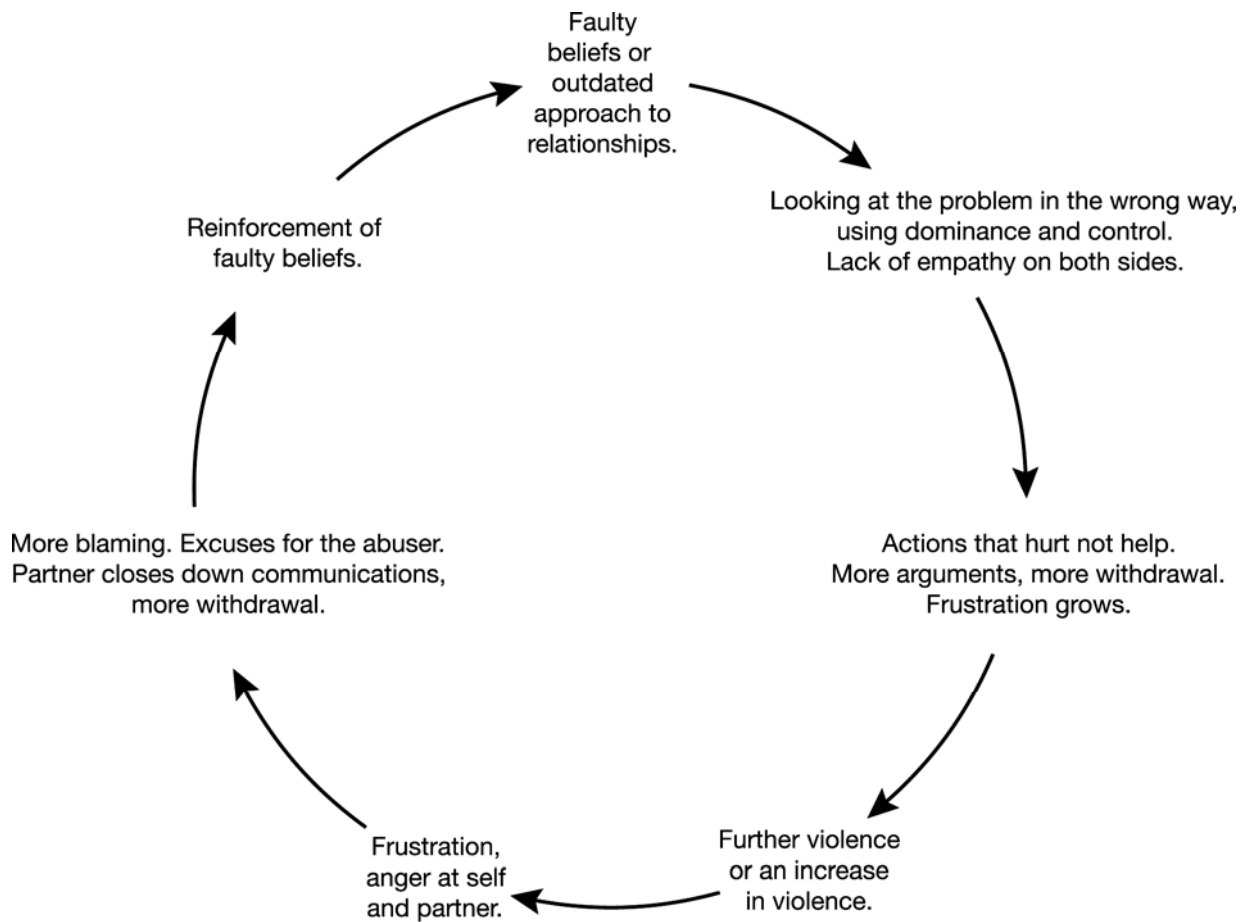 Faulty
beliefs or
outdated
approach to
relationships.
Looking at the problem in the wrong way,
using dominance and control.
Lack of empathy on both sides.
Actions that hurt not help.
More arguments, more withdrawal.
Frustration grows.
Further violence
or an increase
in violence.
Frustration,
anger at self
and partner.
More blaming. Excuses for the abuser.
Partner closes down communications,
more withdrawal.
Reinforcement of
faulty beliefs.